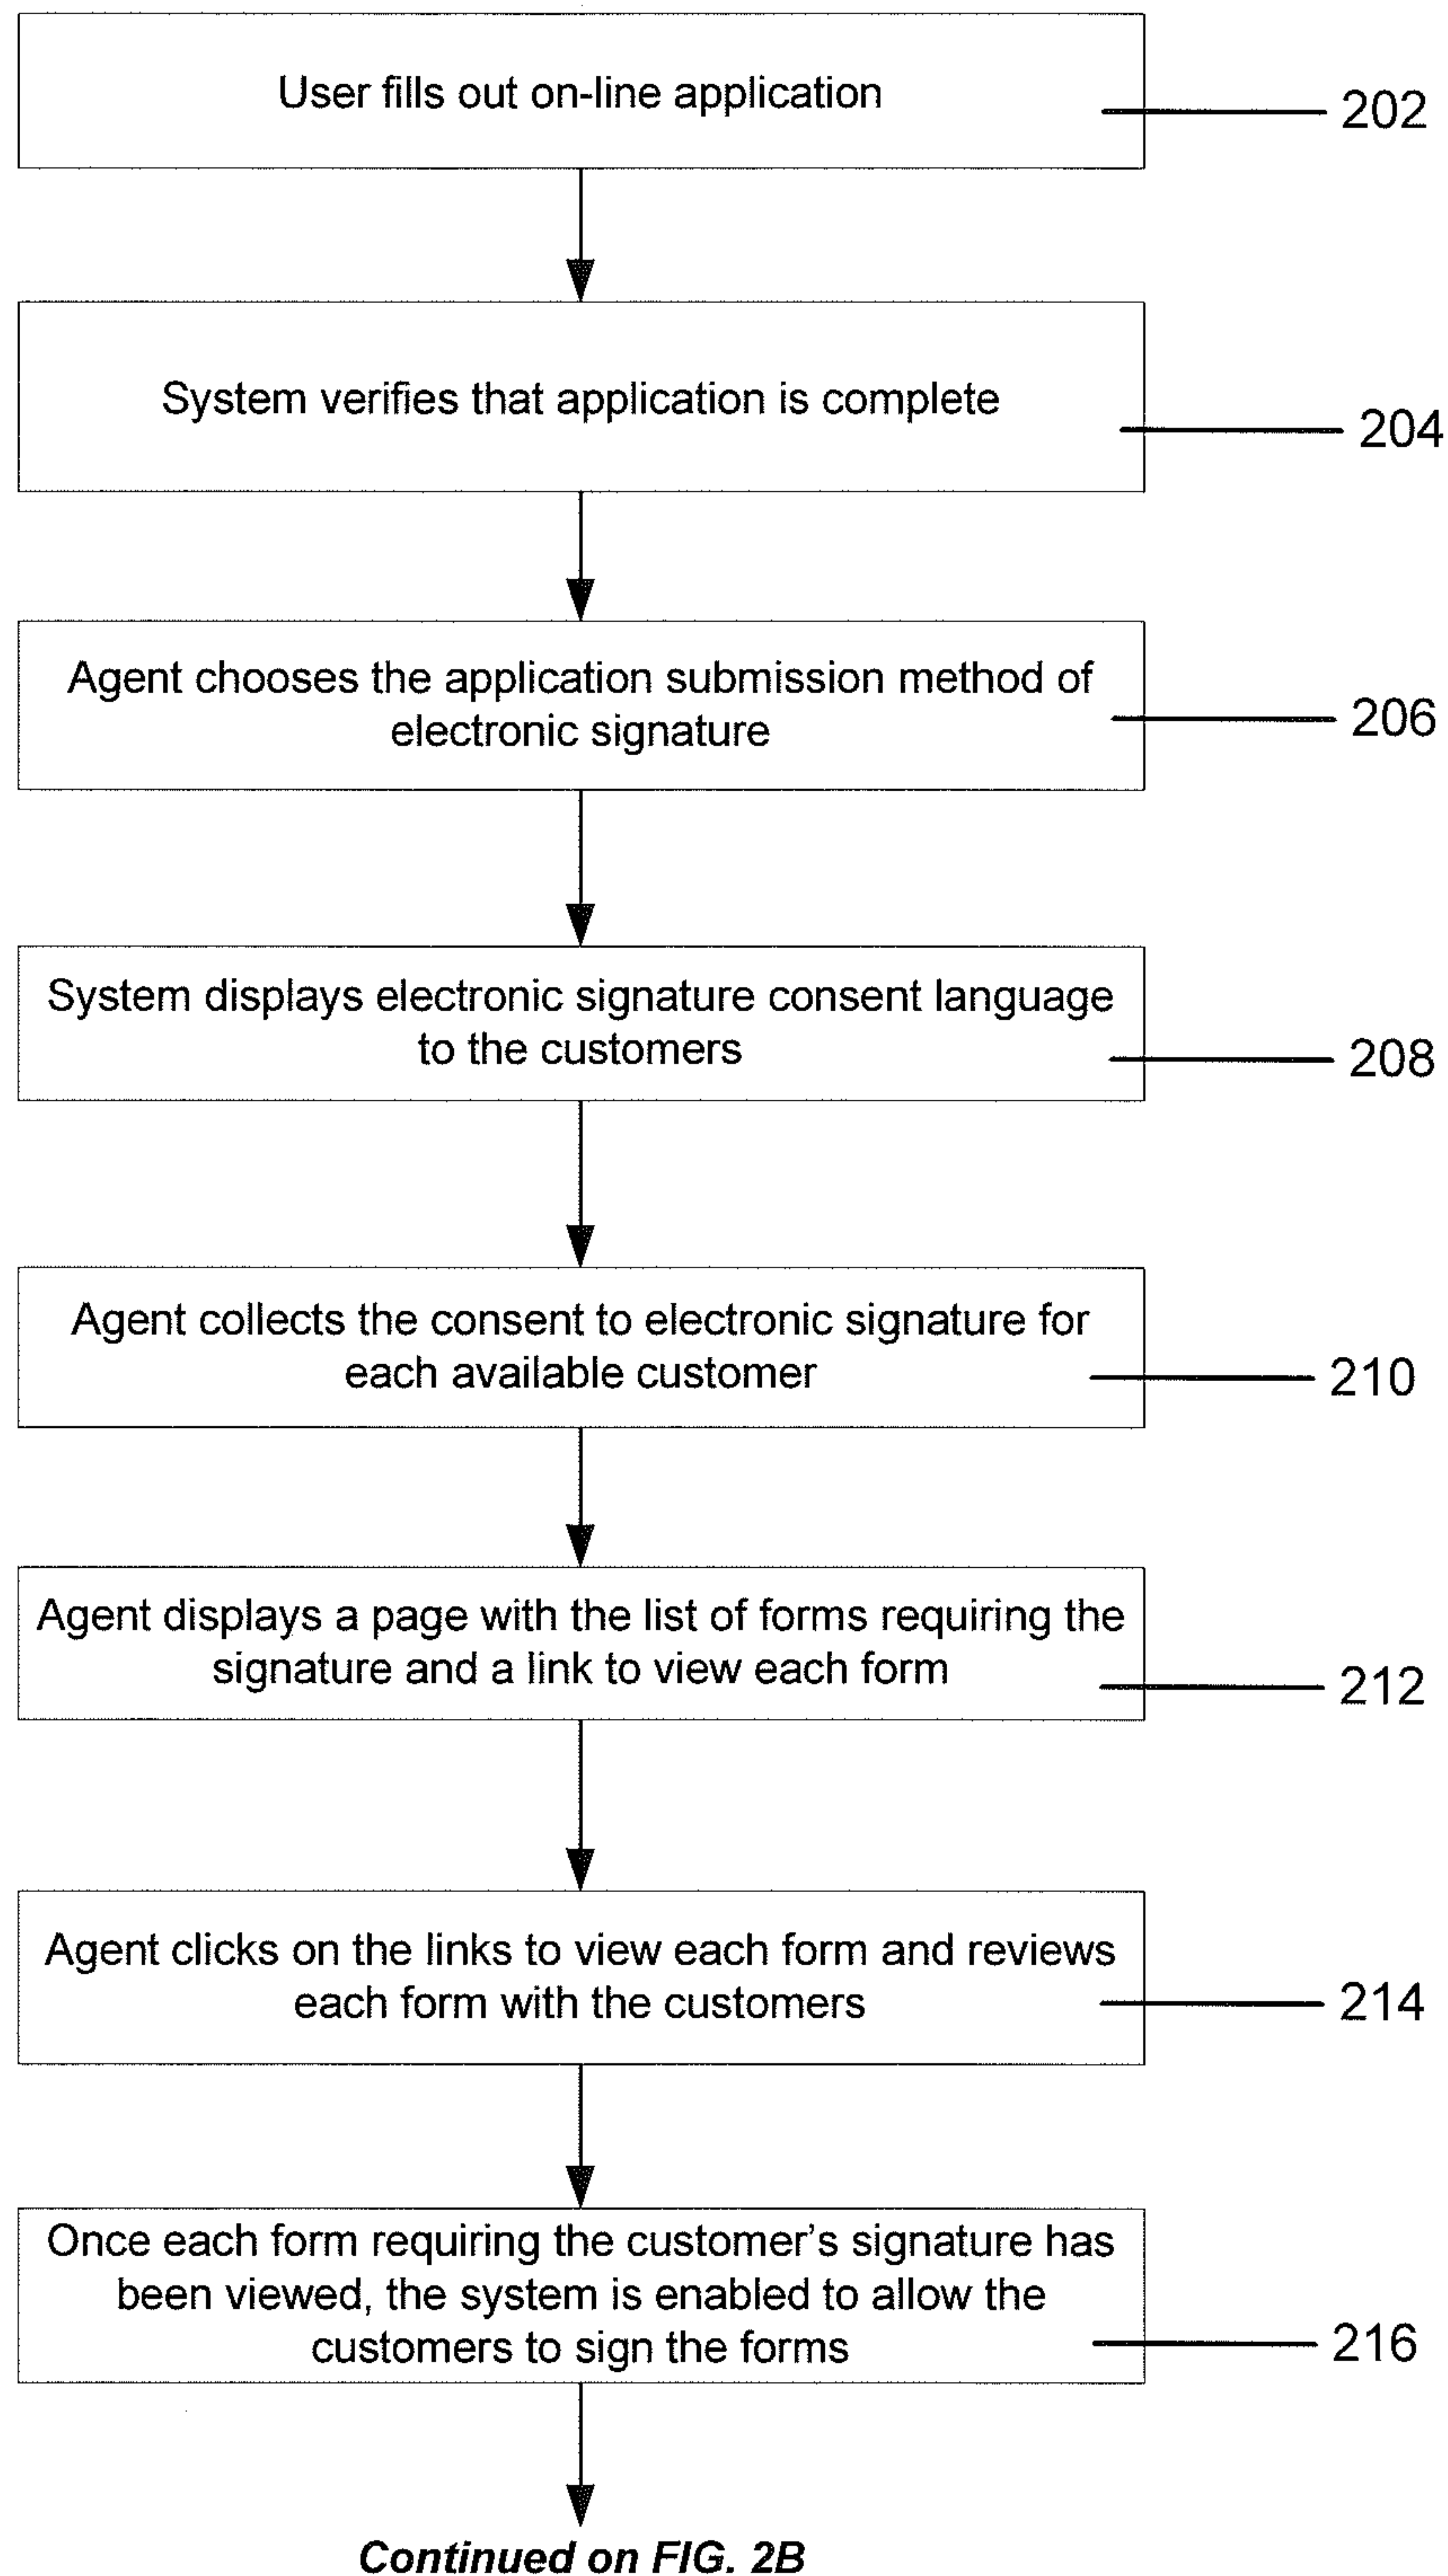 User fills out on-line application
202
System verifies that application is complete
204
Agent chooses the application submission method of
electronic signature
206
System displays electronic signature consent language
to the customers
208
Agent collects the consent to electronic signature for
each available customer
210
Agent displays a page with the list of forms requiring the
signature and a link to view each form
212
Agent clicks on the links to view each form and reviews
each form with the customers
214
Once each form requiring the customer's signature has
been viewed, the system is enabled to allow the
customers to sign the forms
216
Continued on FIG. 2B